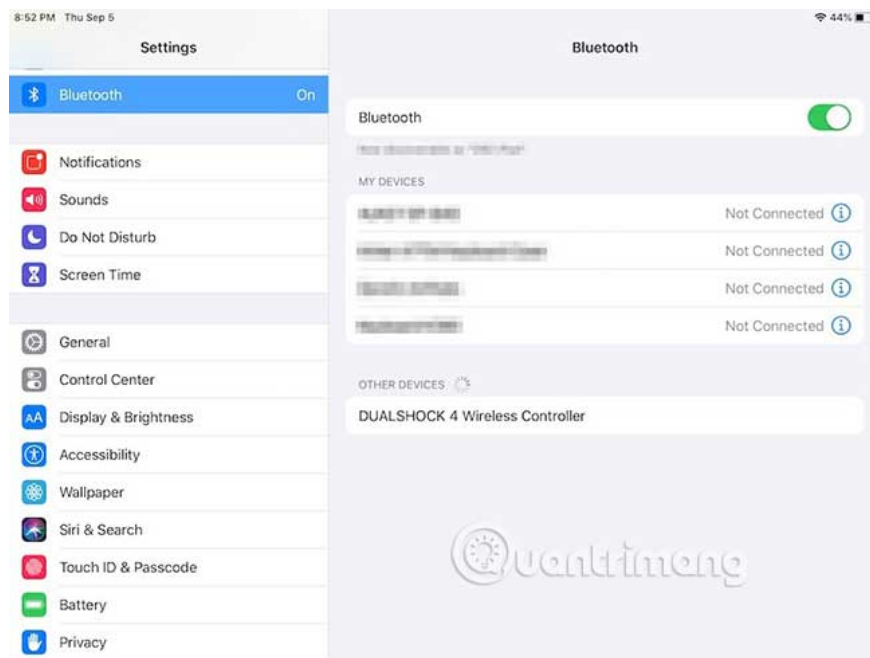 8:52 PM Thu Sep 5
44%
Settings
Bluetooth On
Notifications
Sounds
Do Not Disturb
Screen Time
General
Control Center
AA Display & Brightness
Accessibility
Wallpaper
Siri & Search
Touch ID & Passcode
Battery
Privacy
Bluetooth
Bluetooth
MY DEVICES
Not Connected
Not Connected
Not Connected
Not Connected
OTHER DEVICES
DUALSHOCK 4 Wireless Controller
Quantrimang